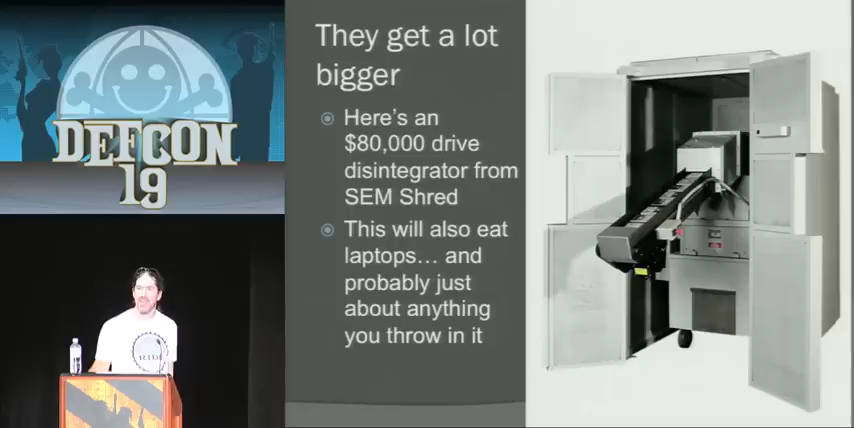 DEFCON
19
They get a lot
bigger
Here's an
$80,000 drive
disintegrator from
SEM Shred
This will also eat
laptops... and
probably just
about anything
you throw in it